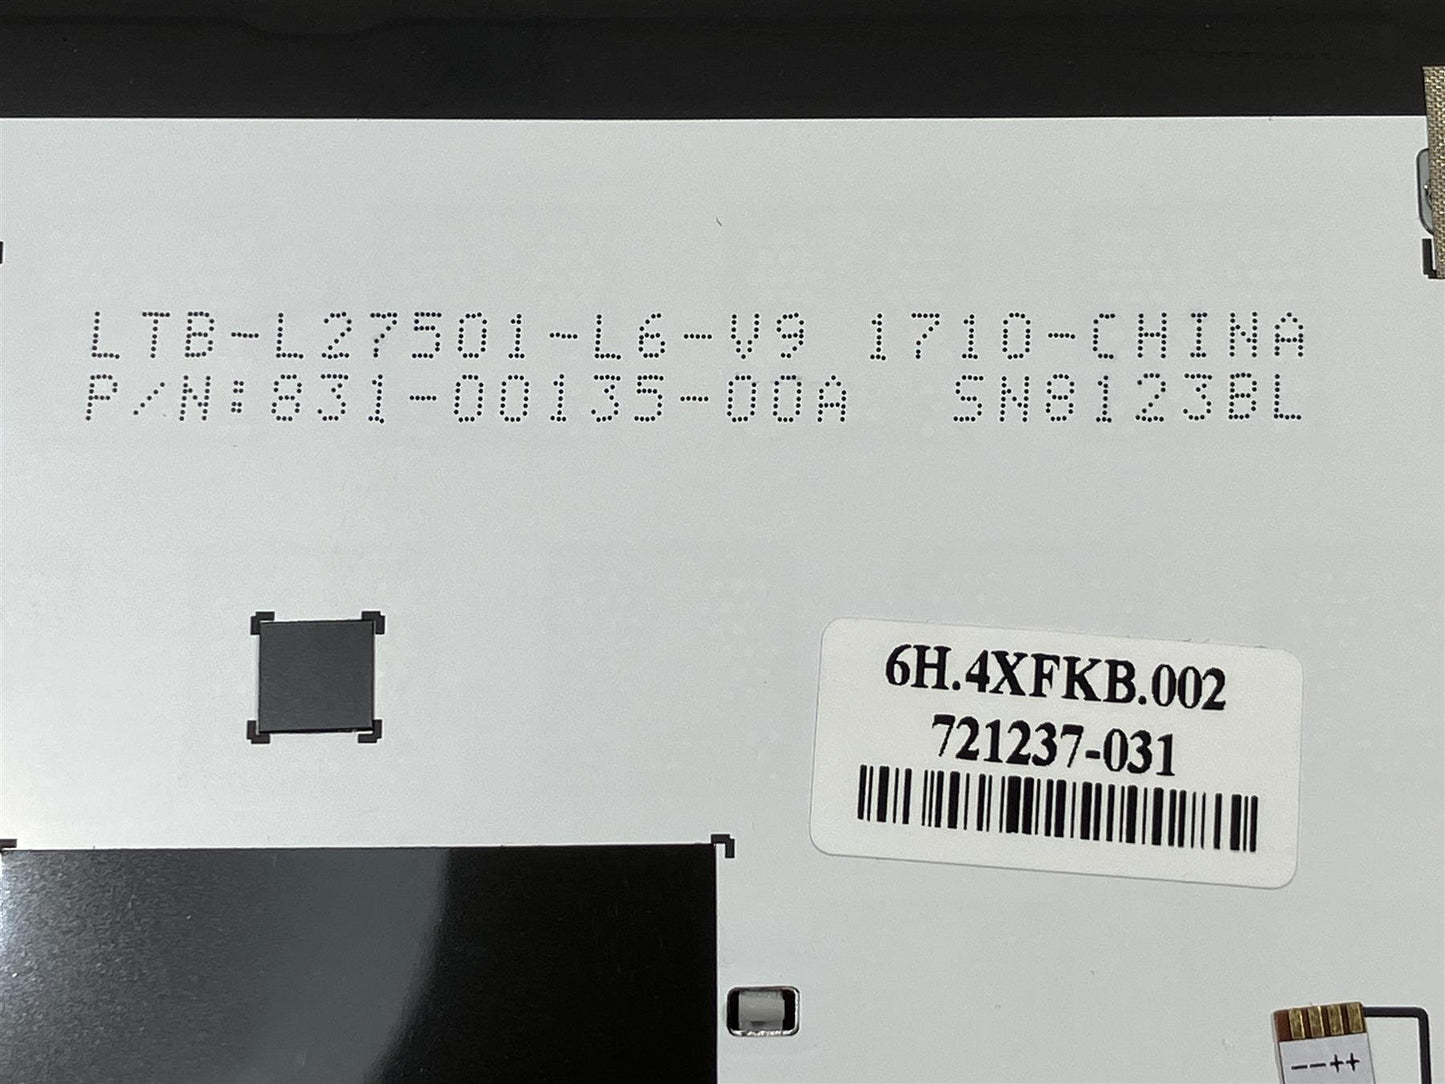 LTB-L27501-L6-V9 1710-CHINA
P/N:831-00135-00A SN8123BL
6H.4XFKB.002
721237-031
--++